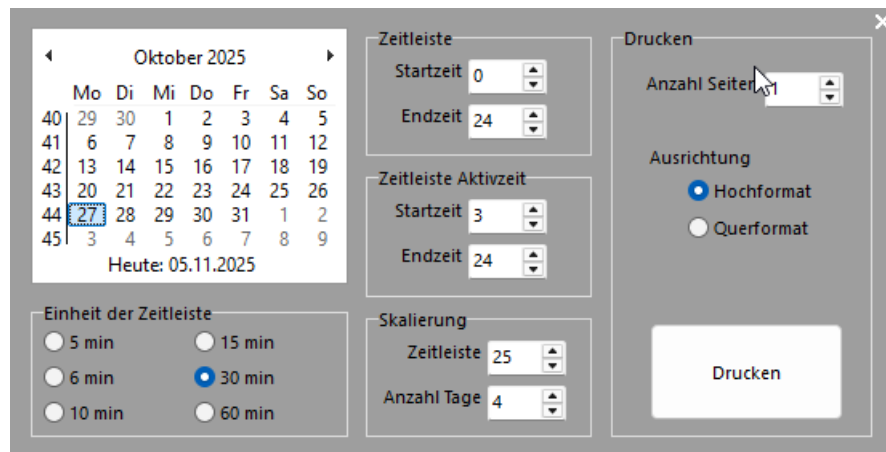 Oktober 2025
Mo Di Mi Do Fr Sa So
40 29 30 1 2 3 4 5
41 6 7 8 9 10 11 12
42 13 14 15 16 17 18 19
43 20 21 22 23 24 25 26
44 27 28 29 30 31 1 2
45 3 4 5 6 7 8 9
Heute: 05.11.2025
Einheit der Zeitleiste
5 min 15 min
6 min 30 min
10 min 60 min
Zeitleiste
Startzeit 0
Endzeit 24
Zeitleiste Aktivzeit
Startzeit 3
Endzeit 24
Skalierung
Zeitleiste 25
Anzahl Tage 4
Drucken
Anzahl Seiten 1
Ausrichtung
Hochformat
Querformat
Drucken